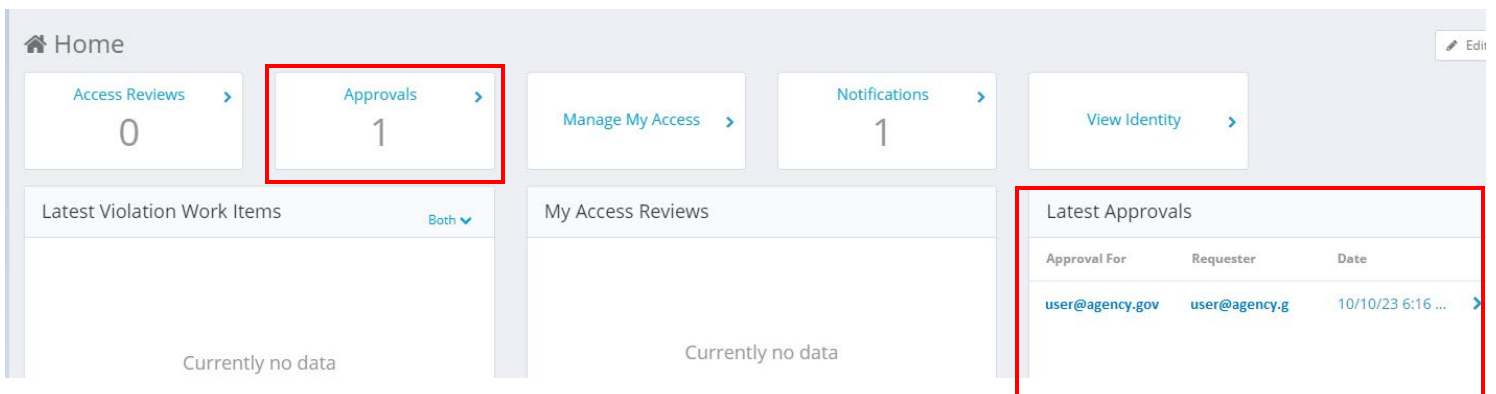 Home
Edi
Access Reviews
0
Approvals
1
Manage My Access
Notifications
1
View Identity
Latest Violation Work Items
Both
My Access Reviews
Latest Approvals
Approval For Requester Date
user@agency.gov user@agency.g 10/10/23 6:16 ...
Currently no data
Currently no data